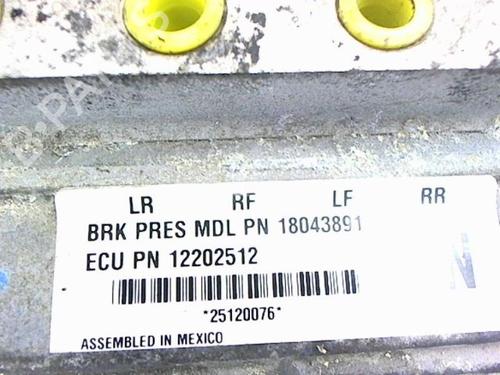 LR RF LF RR
BRK PRES MDL PN 18043891
ECU PN 12202512
N
*25120076*
ASSEMBLED IN MEXICO